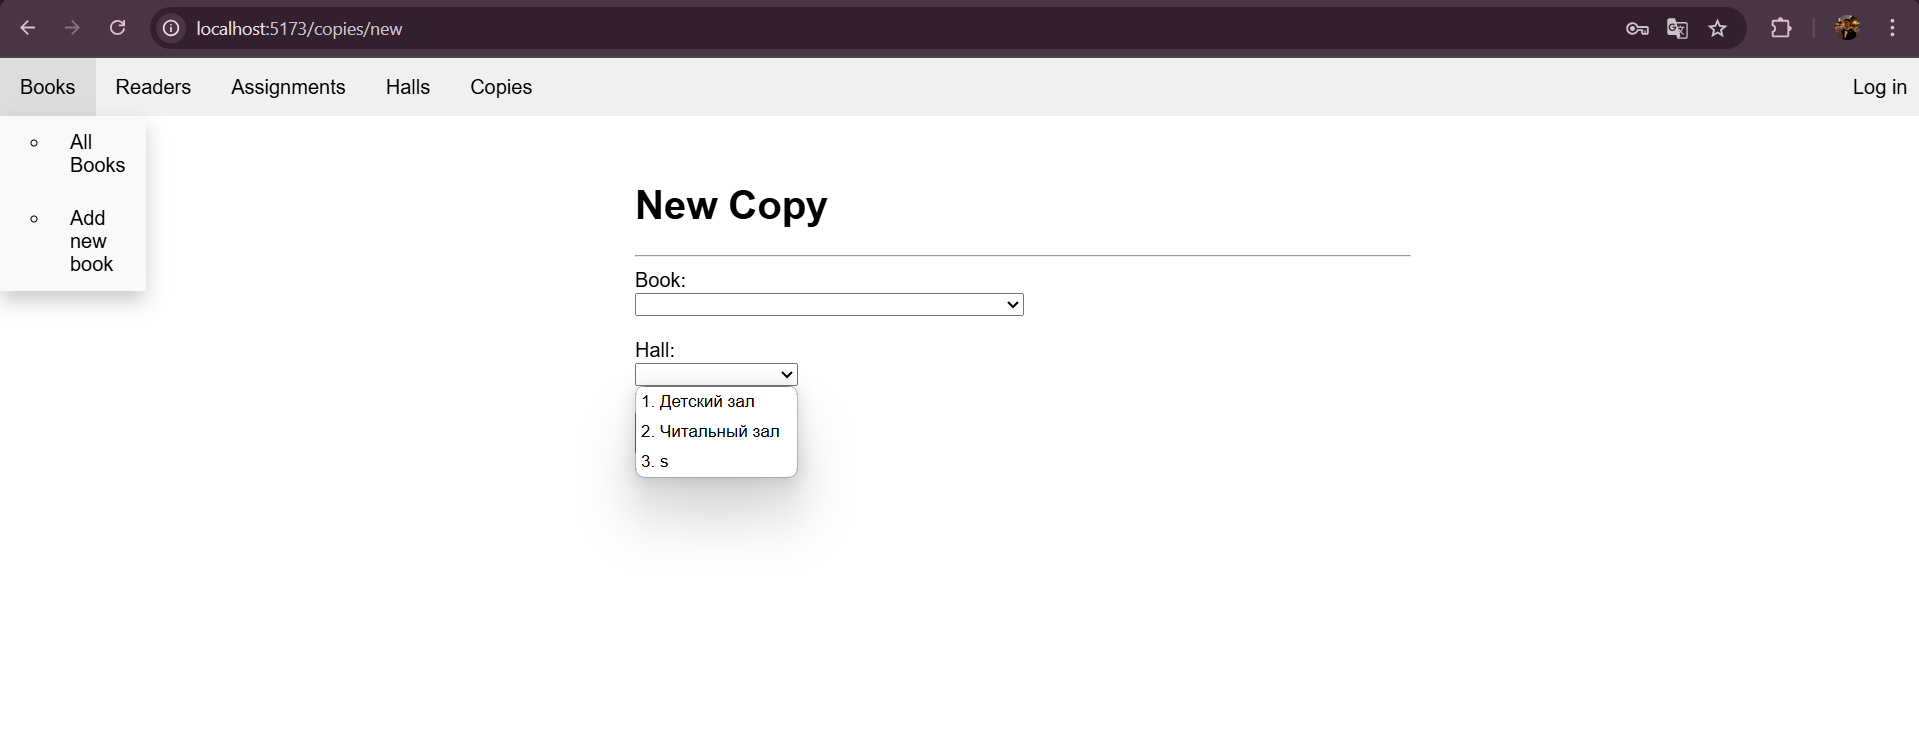 localhost:5173/copies/new
Books Readers Assignments Halls Copies Log in
All
Books
Add
new
book
New Copy
Book:
Hall:
1. Детский зал
2. Читальный зал
3. s